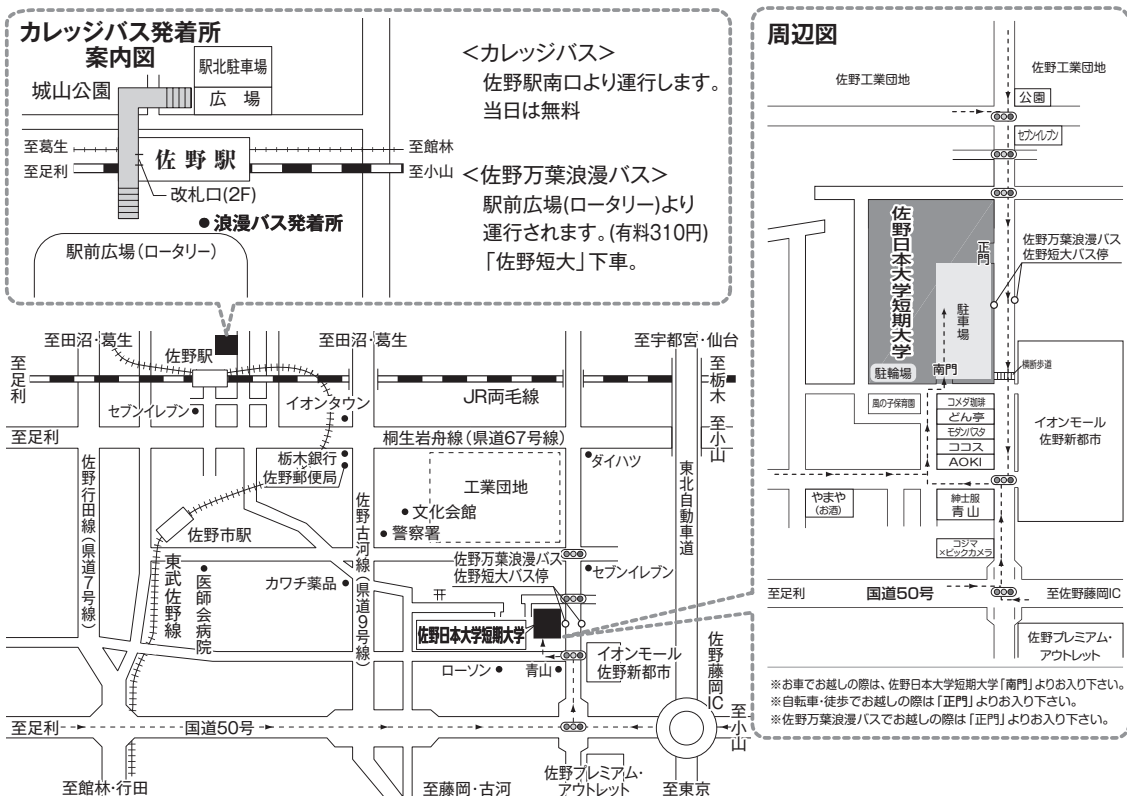 カレッジバス発着所
案内図
城山公園
駅北駐車場
広場
至葛生
至足利
佐野駅
至館林
至小山
改札口(2F)
●浪漫バス発着所
駅前広場(ロータリー)
<カレッジバス>
佐野駅南口より運行します。
当日は無料
<佐野万葉浪漫バス>
駅前広場(ロータリー)より
運行されます。(有料310円)
「佐野短大」下車。
至田沼・葛生
至田沼・葛生
至宇都宮・仙台
至足利
佐野駅
至栃木
セブンイレブン
イオンタウン
JR両毛線
至足利
桐生岩舟線(県道67号線)
至小山
栃木銀行
佐野郵便局
ダイハツ
工業団地
佐野行田線(県道7号線)
佐野古河線(県道9号線)
東北自動車道
文化会館
警察署
佐野市駅
東武佐野線
医師会病院
カワチ薬品
佐野万葉浪漫バス
佐野短大バス停
セブンイレブン
佐野日本大学短期大学
イオンモール
佐野新都市
佐野藤岡IC
ローソン
青山
至足利
国道50号
至小山
至館林・行田
至藤岡・古河
佐野プレミアム・
アウトレット
至東京
周辺図
佐野工業団地
佐野工業団地
公園
セブンイレブン
佐野日本大学短期大学
正門
佐野万葉浪漫バス
佐野短大バス停
駐車場
駐輪場
南門
横断歩道
風の子保育園
コメダ珈琲
どん亭
モダンパスタ
ココス
AOKI
イオンモール
佐野新都市
やまや
(お酒)
紳士服
青山
コジマ
×ビックカメラ
至足利
国道50号
至佐野藤岡IC
佐野プレミアム・
アウトレット
※お車でお越しの際は、佐野日本大学短期大学「南門」よりお入り下さい。
※自転車・徒歩でお越しの際は「正門」よりお入り下さい。
※佐野万葉浪漫バスでお越しの際は「正門」よりお入り下さい。